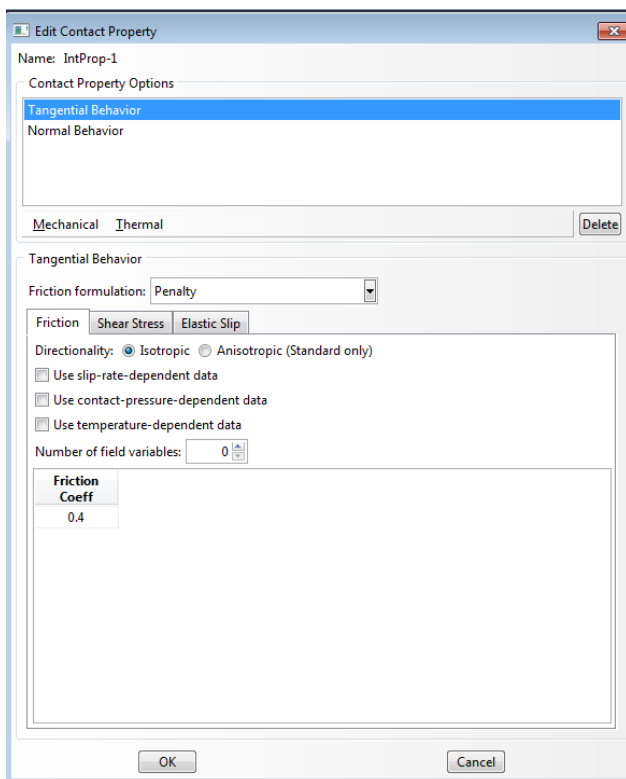 Edit Contact Property
Name: IntProp-1
Contact Property Options
Tangential Behavior
Normal Behavior
Mechanical Thermal Delete
Tangential Behavior
Friction formulation: Penalty
Friction Shear Stress Elastic Slip
Directionality: Isotropic Anisotropic (Standard only)
Use slip-rate-dependent data
Use contact-pressure-dependent data
Use temperature-dependent data
Number of field variables: 0
Friction
Coeff
0.4
OK Cancel